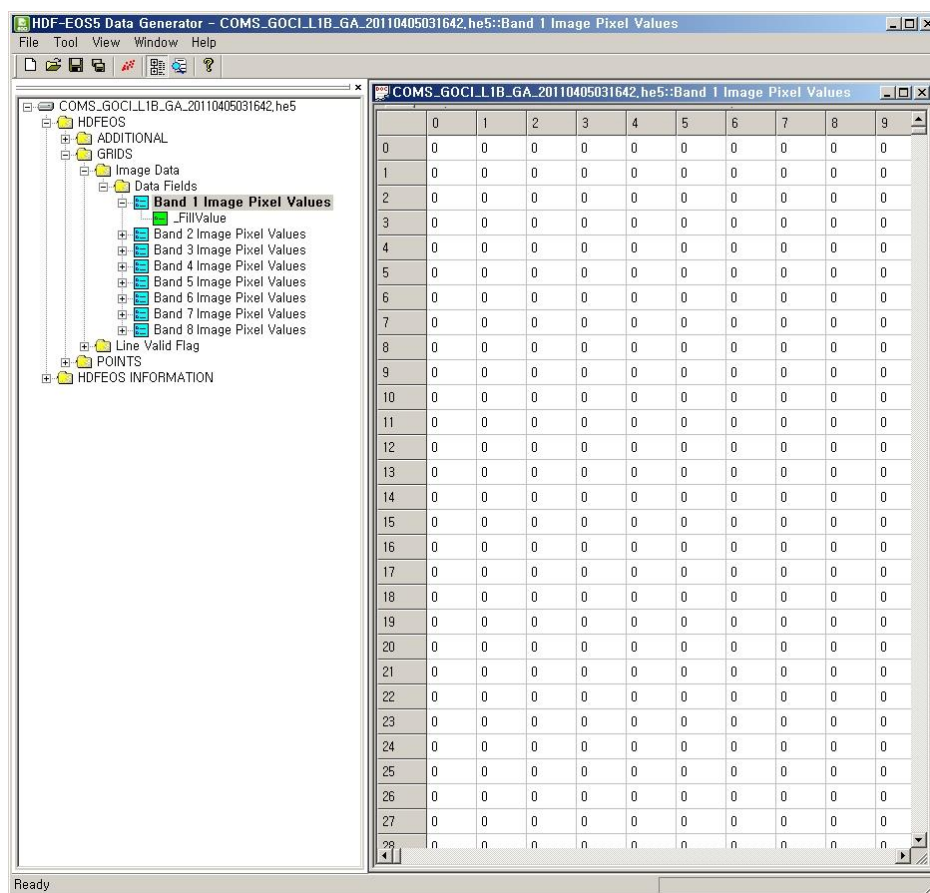 HDF-EOS5 Data Generator - COMS_GOCI_L1B_GA_20110405031642,he5::Band 1 Image Pixel Values
File Tool View Window Help
COMS_GOCI_L1B_GA_20110405031642,he5
HDFEOS
ADDITIONAL
GRIDS
Image Data
Data Fields
Band 1 Image Pixel Values
_FillValue
Band 2 Image Pixel Values
Band 3 Image Pixel Values
Band 4 Image Pixel Values
Band 5 Image Pixel Values
Band 6 Image Pixel Values
Band 7 Image Pixel Values
Band 8 Image Pixel Values
Line Valid Flag
POINTS
HDFEOS INFORMATION
COMS_GOCI_L1B_GA_20110405031642,he5::Band 1 Image Pixel Values
0 1 2 3 4 5 6 7 8 9
0 0 0 0 0 0 0 0 0 0 0
1 0 0 0 0 0 0 0 0 0 0
2 0 0 0 0 0 0 0 0 0 0
3 0 0 0 0 0 0 0 0 0 0
4 0 0 0 0 0 0 0 0 0 0
5 0 0 0 0 0 0 0 0 0 0
6 0 0 0 0 0 0 0 0 0 0
7 0 0 0 0 0 0 0 0 0 0
8 0 0 0 0 0 0 0 0 0 0
9 0 0 0 0 0 0 0 0 0 0
10 0 0 0 0 0 0 0 0 0 0
11 0 0 0 0 0 0 0 0 0 0
12 0 0 0 0 0 0 0 0 0 0
13 0 0 0 0 0 0 0 0 0 0
14 0 0 0 0 0 0 0 0 0 0
15 0 0 0 0 0 0 0 0 0 0
16 0 0 0 0 0 0 0 0 0 0
17 0 0 0 0 0 0 0 0 0 0
18 0 0 0 0 0 0 0 0 0 0
19 0 0 0 0 0 0 0 0 0 0
20 0 0 0 0 0 0 0 0 0 0
21 0 0 0 0 0 0 0 0 0 0
22 0 0 0 0 0 0 0 0 0 0
23 0 0 0 0 0 0 0 0 0 0
24 0 0 0 0 0 0 0 0 0 0
25 0 0 0 0 0 0 0 0 0 0
26 0 0 0 0 0 0 0 0 0 0
27 0 0 0 0 0 0 0 0 0 0
28 0 0 0 0 0 0 0 0 0 0
Ready